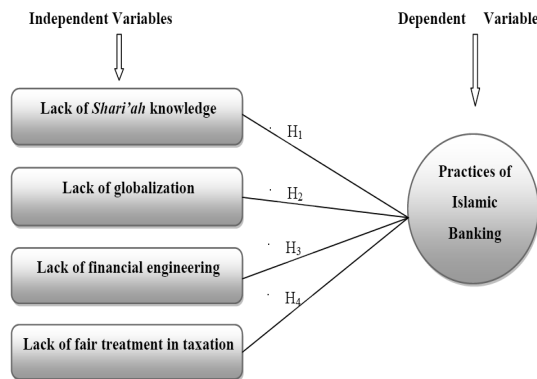 Independent Variables
Dependent Variable
Lack of Shari'ah knowledge
H1
Lack of globalization
H2
Lack of financial engineering
H3
Lack of fair treatment in taxation
H4
Practices of
Islamic
Banking